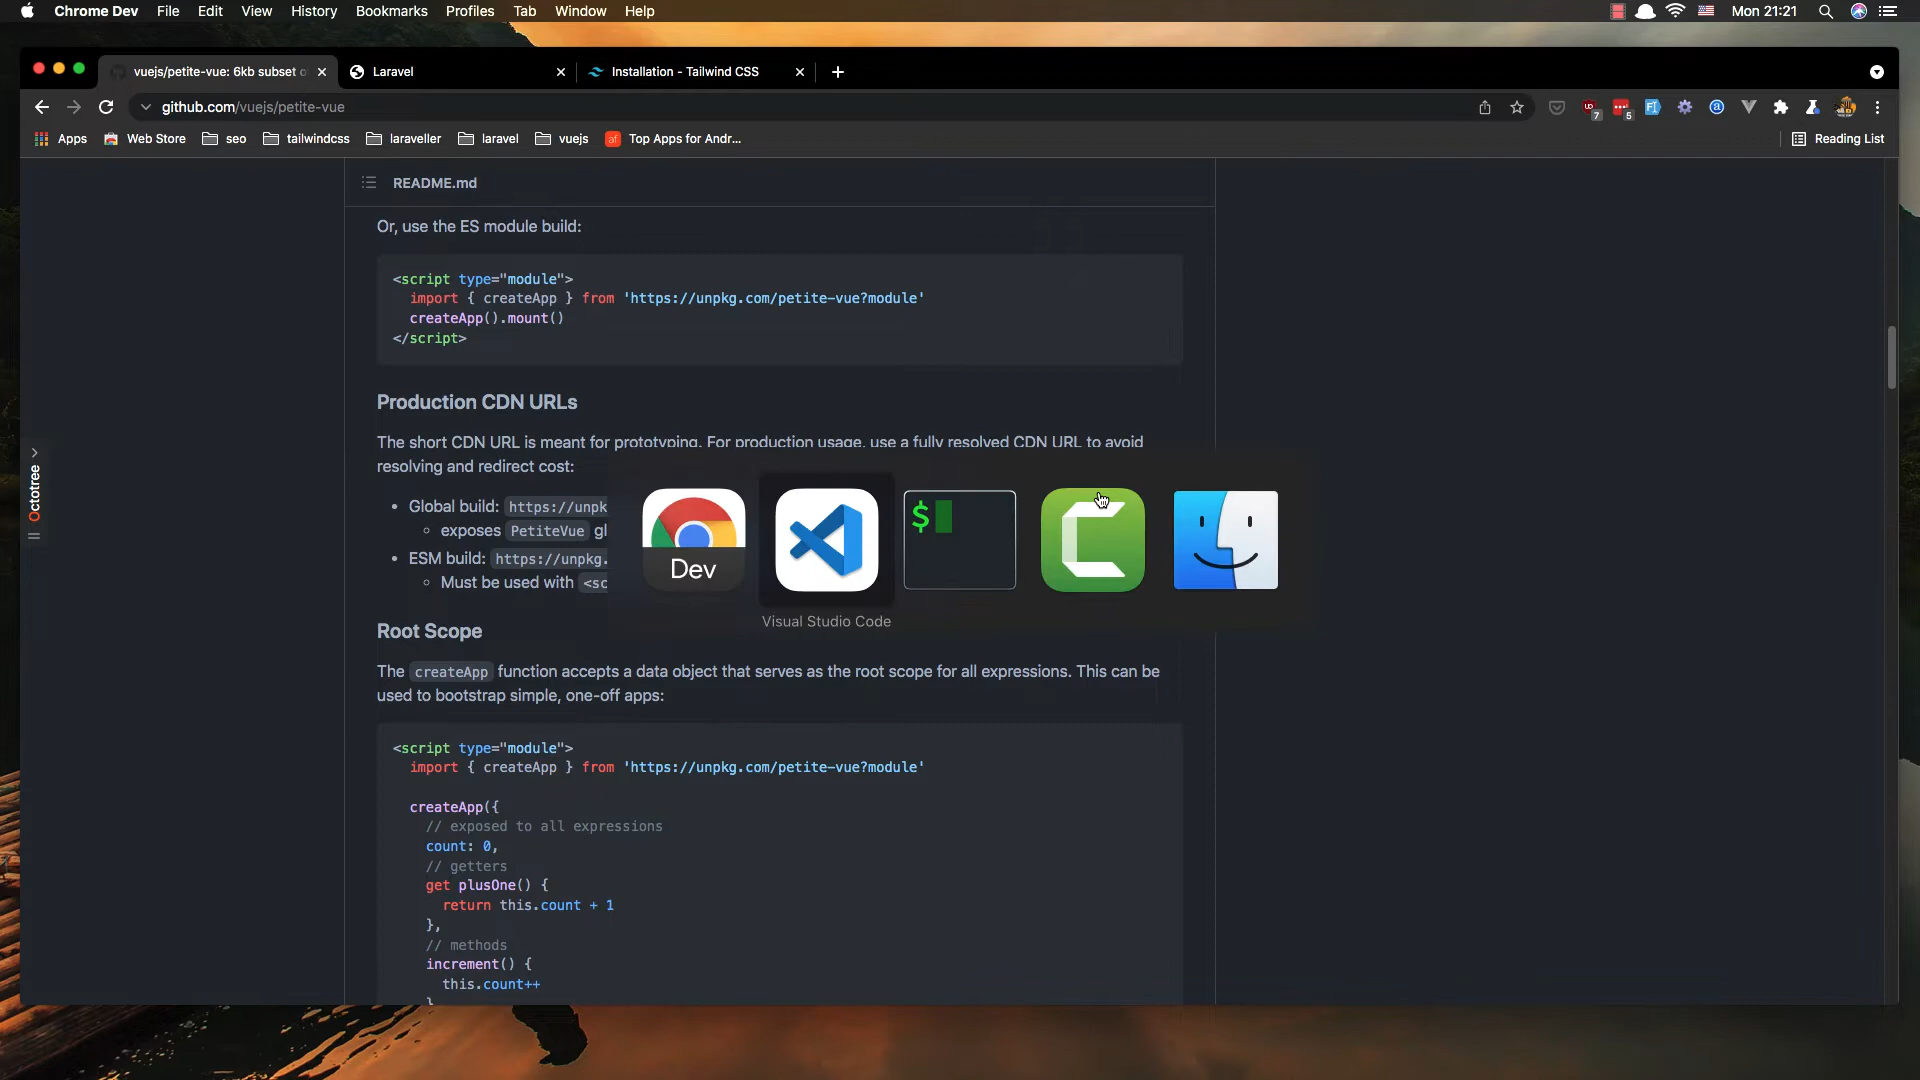 Chrome Dev File Edit View History Bookmarks Profiles Tab Window Help Mon 21:21
vuejs/petite-vue: 6kb subset o Laravel Installation - Tailwind CSS
github.com/vuejs/petite-vue
Apps Web Store seo tailwindcss laraveller laravel vuejs Top Apps for Andr... Reading List
README.md
Or, use the ES module build:
<script type="module">
import { createApp } from 'https://unpkg.com/petite-vue?module'
createApp().mount()
</script>
Production CDN URLs
The short CDN URL is meant for prototyping. For production usage, use a fully resolved CDN URL to avoid
resolving and redirect cost:
Global build: https://unpk
exposes PetiteVue gl
ESM build: https://unpkg.
Must be used with <sc
Octotree
$
Dev
Visual Studio Code
Root Scope
The createApp function accepts a data object that serves as the root scope for all expressions. This can be
used to bootstrap simple, one-off apps:
<script type="module">
import { createApp } from 'https://unpkg.com/petite-vue?module'
createApp({
// exposed to all expressions
count: 0,
// getters
get plusOne() {
return this.count + 1
},
// methods
increment() {
this.count++
}